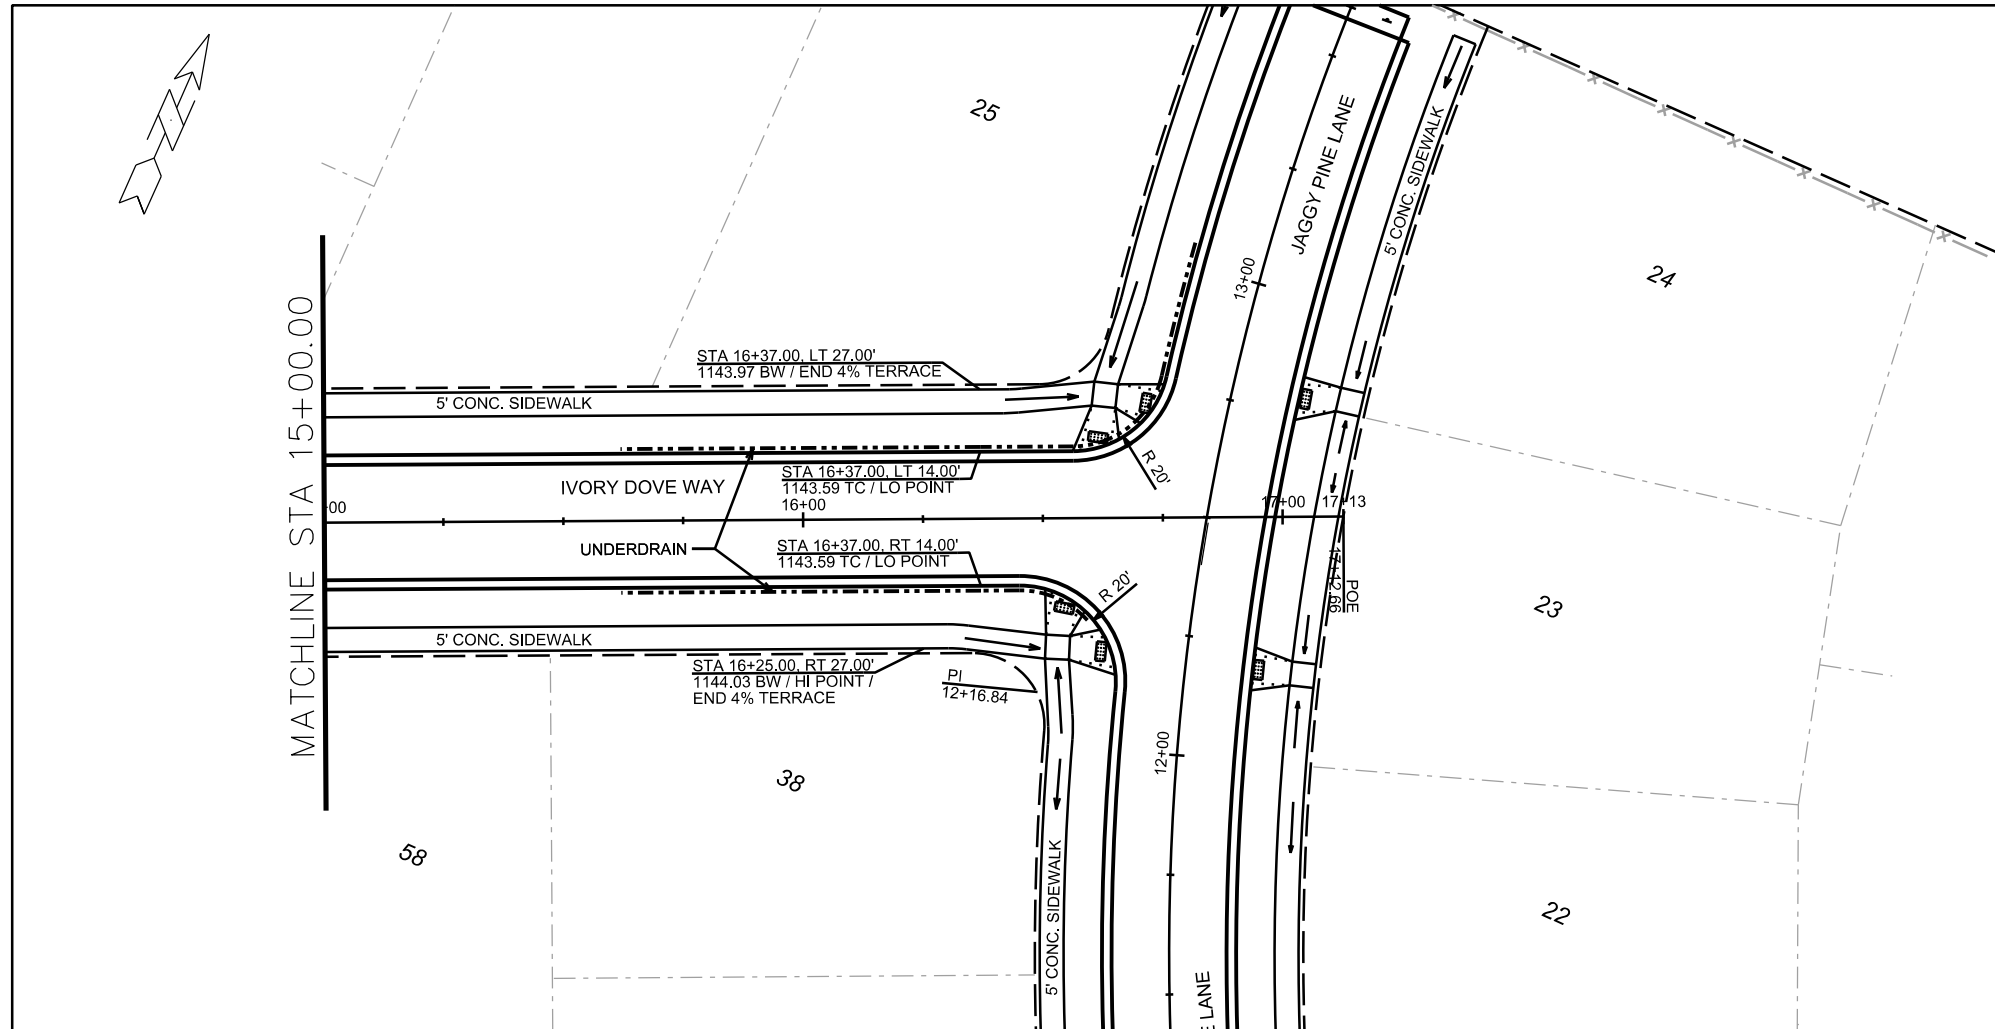 25
JAGGY PINE LANE
5' CONC. SIDEWALK
24
13+00
MATCHLINE STA 15+00.00
STA 16+37.00, LT 27.00'
1143.97 BW / END 4% TERRACE
5' CONC. SIDEWALK
R 20'
STA 16+37.00, LT 14.00'
1143.59 TC / LO POINT
IVORY DOVE WAY
+00
16+00
17+00
17+13
UNDERDRAIN
STA 16+37.00, RT 14.00'
1143.59 TC / LO POINT
POE
17+12.66
R 20'
23
5' CONC. SIDEWALK
STA 16+25.00, RT 27.00'
1144.03 BW / HI POINT /
END 4% TERRACE
PI
12+16.84
12+00
38
58
5' CONC. SIDEWALK
22
E LANE